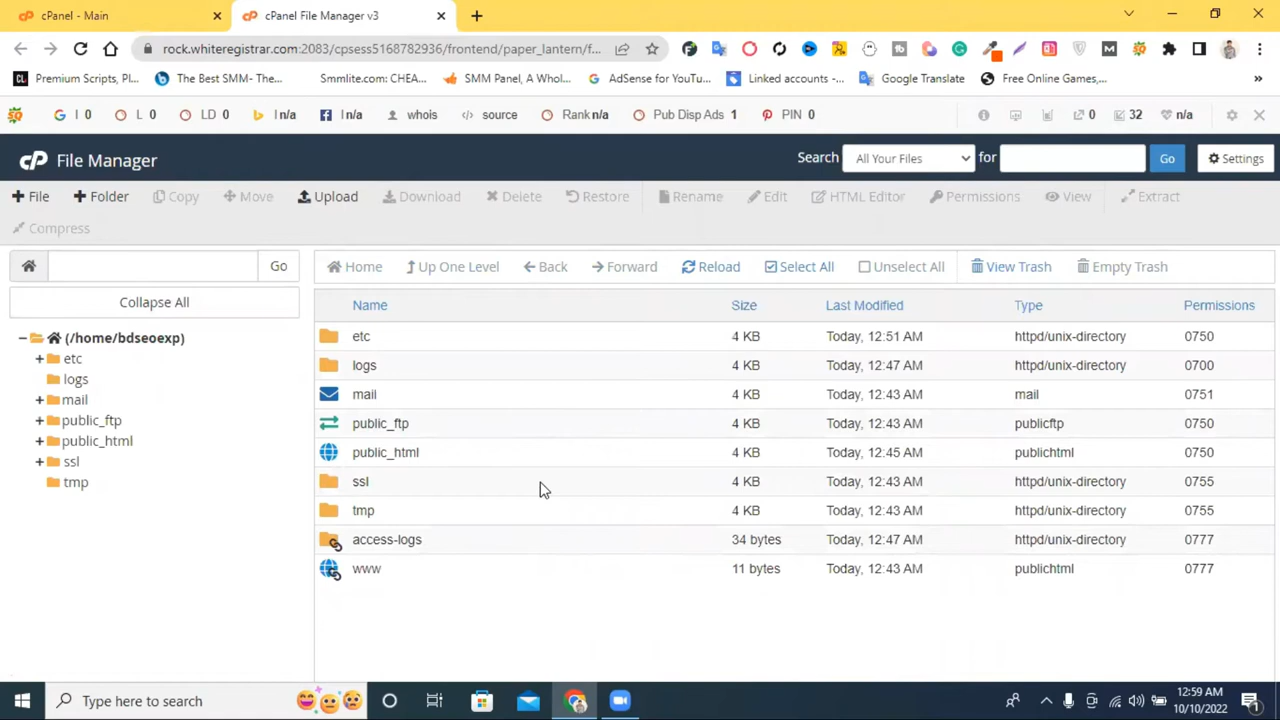 cPanel - Main
cPanel File Manager v3
rock.whiteregistrar.com:2083/cpsess5168782936/frontend/paper_lantern/f...
Premium Scripts, Pl...
The Best SMM- The...
Smmlite.com: CHEA...
SMM Panel, A Whol...
AdSense for YouTu...
Linked accounts -...
Google Translate
Free Online Games,...
»
I 0
L 0
LD 0
I n/a
I n/a
whois
source
Rank n/a
Pub Disp Ads 1
PIN 0
0
32
n/a
cP File Manager
Search
All Your Files
for
Go
Settings
File
Folder
Copy
Move
Upload
Download
Delete
Restore
Rename
Edit
HTML Editor
Permissions
View
Extract
Compress
Go
Home
Up One Level
Back
Forward
Reload
Select All
Unselect All
View Trash
Empty Trash
Collapse All
(/home/bdseoexp)
etc
logs
mail
public_ftp
public_html
ssl
tmp
Name Size Last Modified Type Permissions
etc 4 KB Today, 12:51 AM httpd/unix-directory 0750
logs 4 KB Today, 12:47 AM httpd/unix-directory 0700
mail 4 KB Today, 12:43 AM mail 0751
public_ftp 4 KB Today, 12:43 AM publicftp 0750
public_html 4 KB Today, 12:45 AM publichtml 0750
ssl 4 KB Today, 12:43 AM httpd/unix-directory 0755
tmp 4 KB Today, 12:43 AM httpd/unix-directory 0755
access-logs 34 bytes Today, 12:47 AM httpd/unix-directory 0777
www 11 bytes Today, 12:43 AM publichtml 0777
Type here to search
12:59 AM
10/10/2022
1